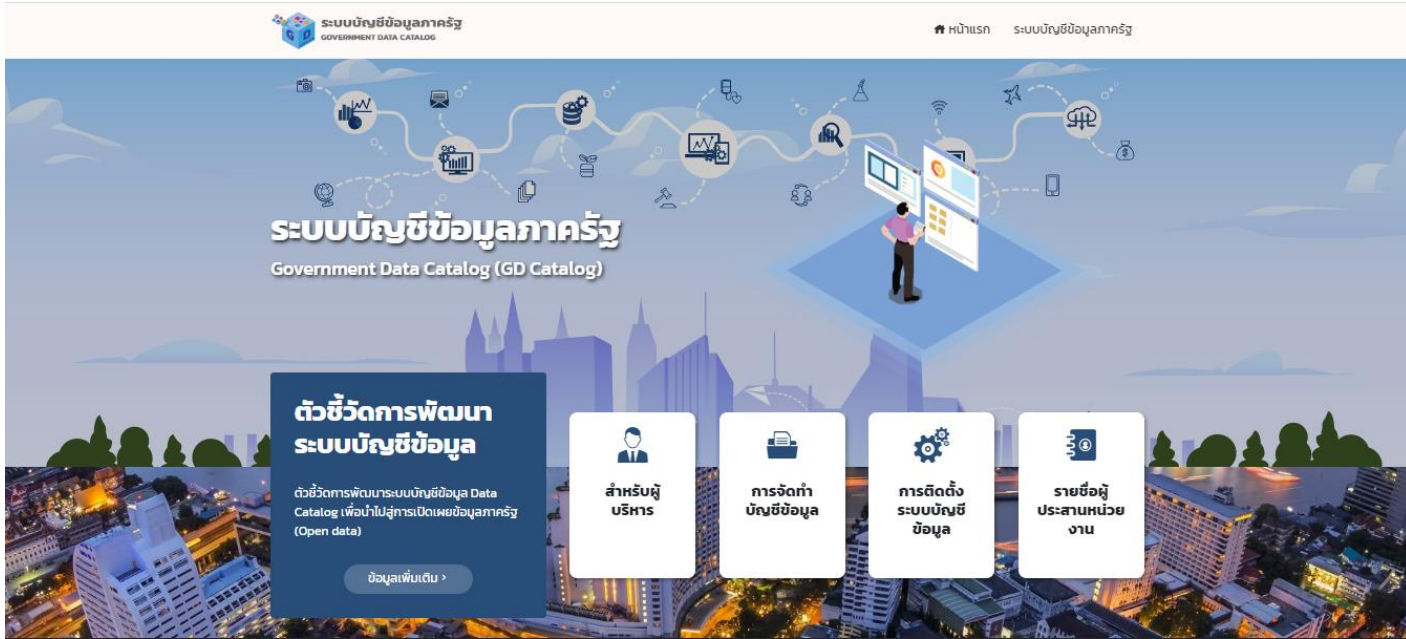 ระบบบัญชีข้อมูลภาครัฐ
GOVERNMENT DATA CATALOG
หน้าแรก
ระบบบัญชีข้อมูลภาครัฐ
ระบบบัญชีข้อมูลภาครัฐ
Government Data Catalog (GD Catalog)
ตัวชี้วัดการพัฒนา
ระบบบัญชีข้อมูล
ตัวชี้วัดการพัฒนาระบบบัญชีข้อมูล Data
Catalog เพื่อนำไปสู่การเปิดเผยข้อมูลภาครัฐ
(Open data)
ข้อมูลเพิ่มเติม ›
สำหรับผู้
บริหาร
การจัดทำ
บัญชีข้อมูล
การติดตั้ง
ระบบบัญชี
ข้อมูล
รายชื่อผู้
ประสานหน่วย
งาน